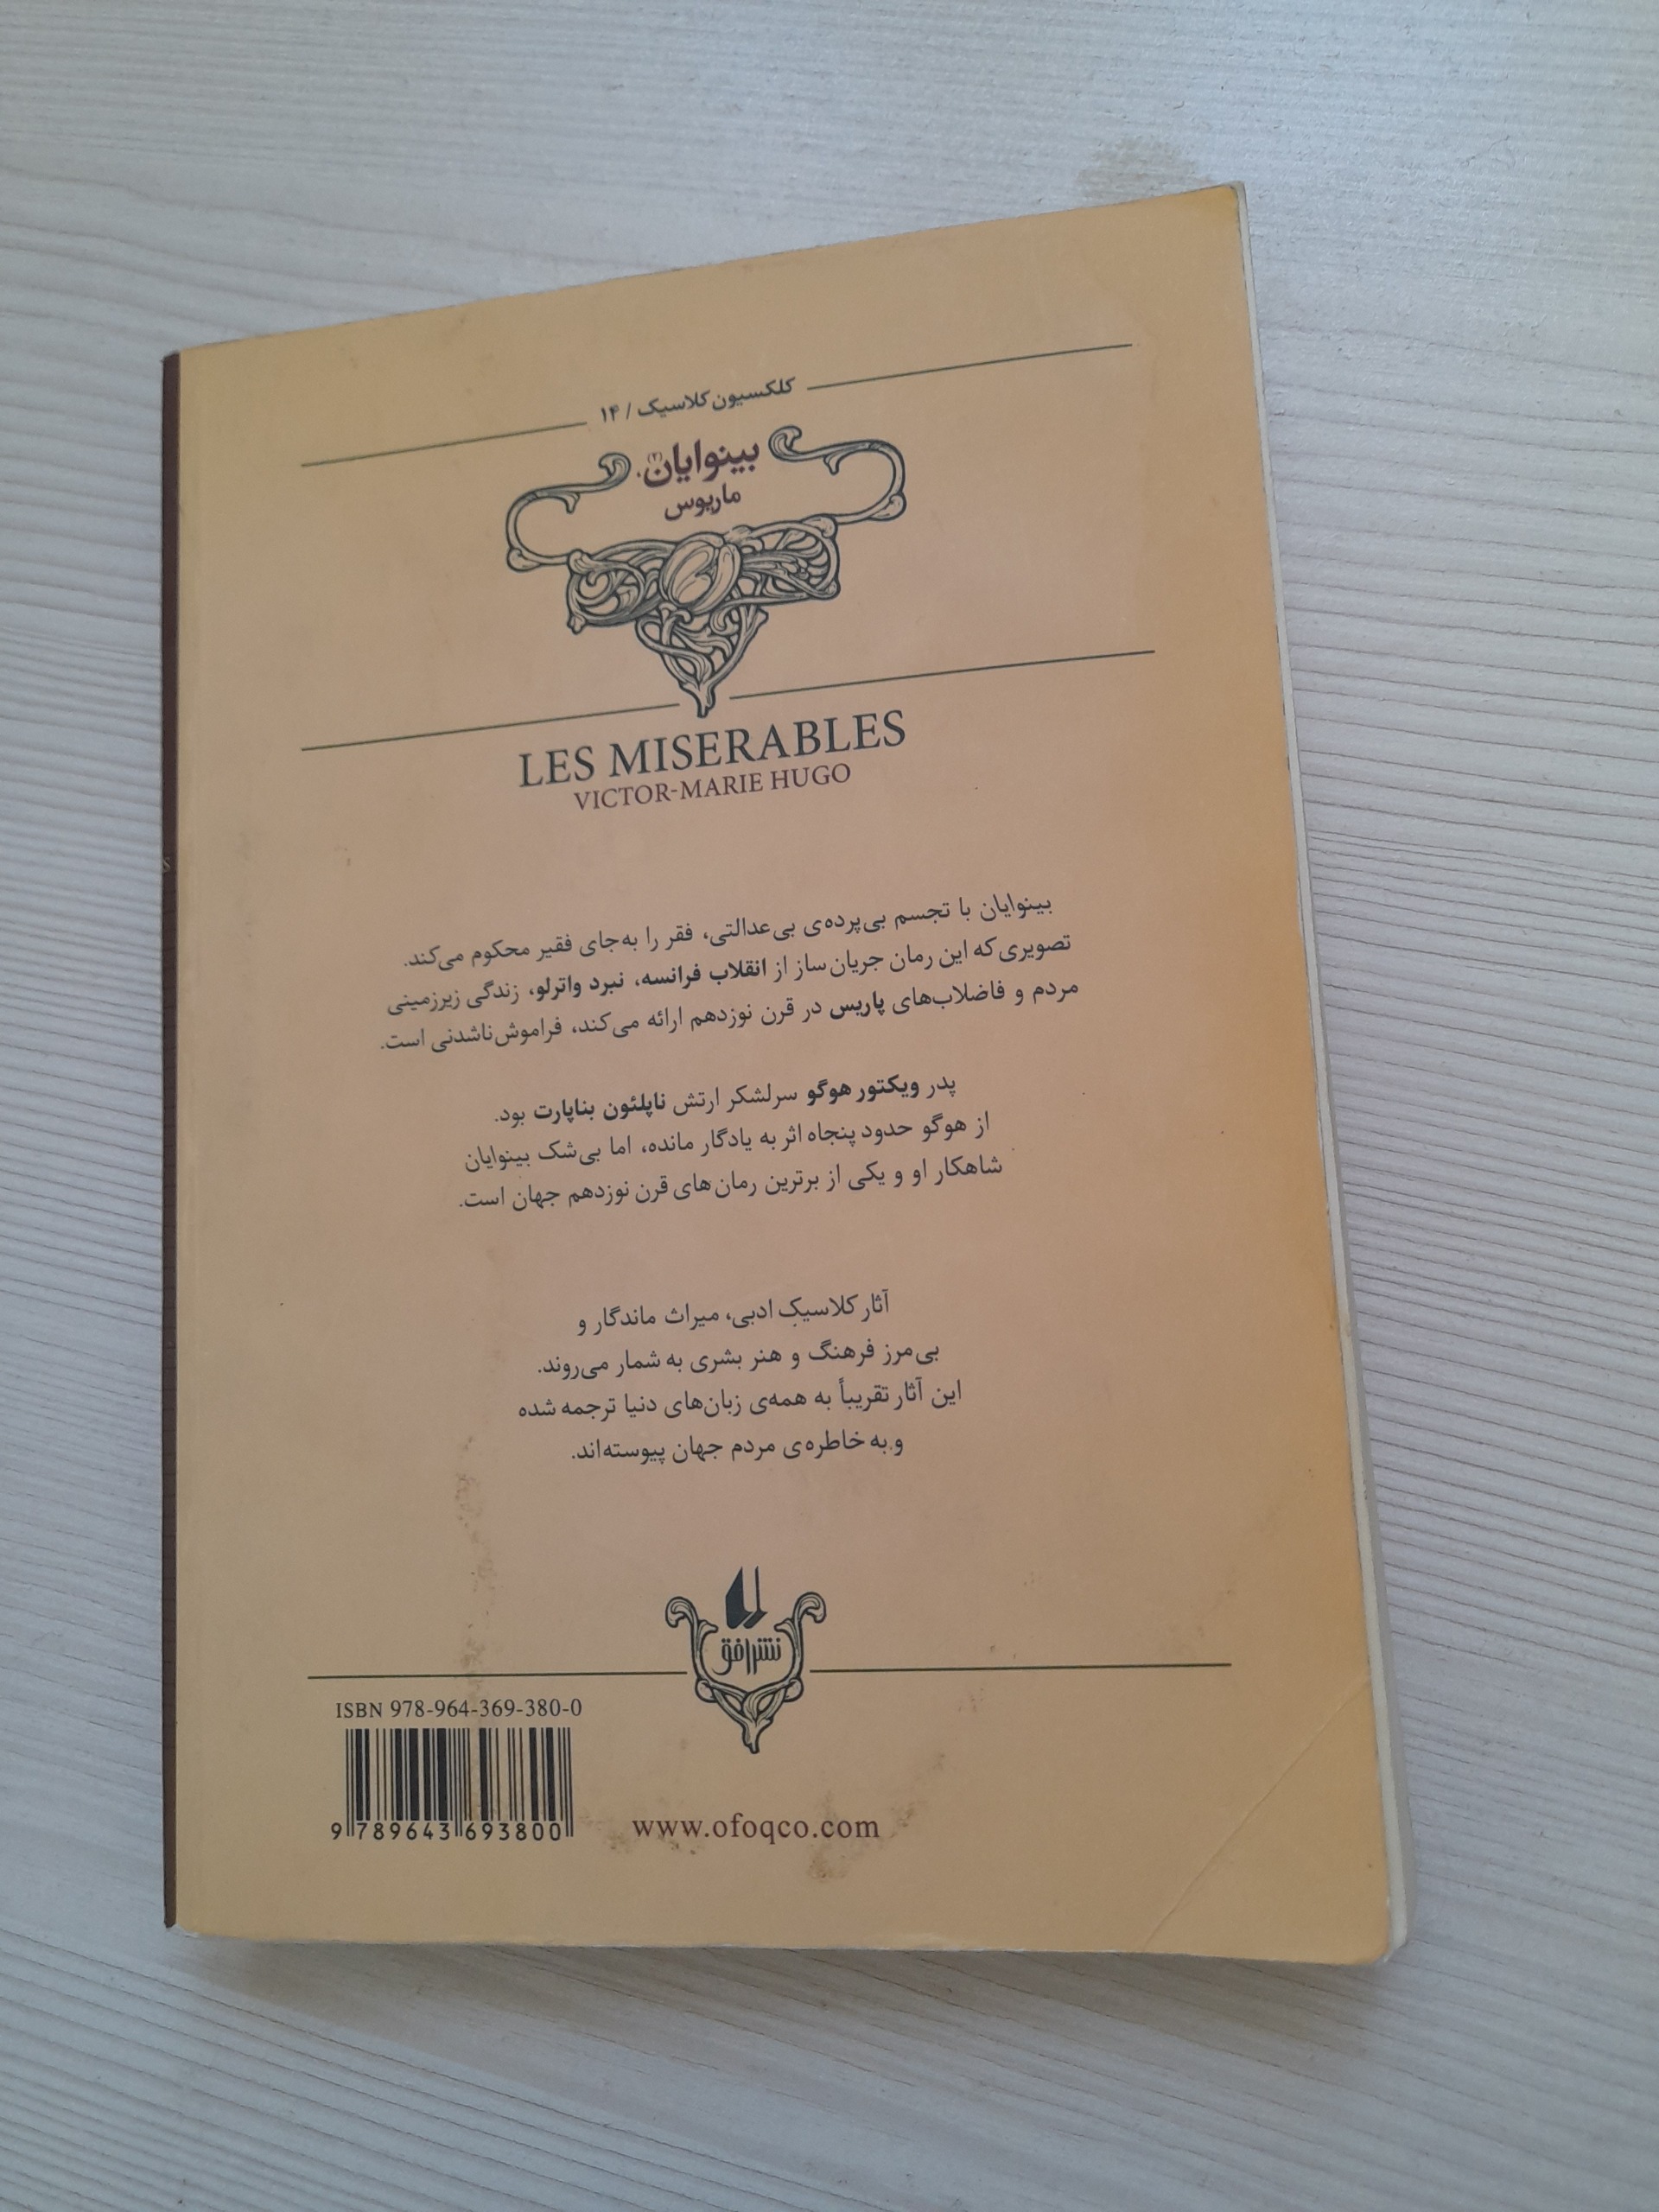 کلکسیون کلاسیک / ۱۴
بینوایان
ماریوس
LES MISERABLES
VICTOR-MARIE HUGO
بینوایان با تجسم بی‌پرده‌ی بی‌عدالتی، فقر را به‌جای فقیر محکوم می‌کند.
تصویری که این رمان جریان‌ساز از انقلاب فرانسه، نبرد واترلو، زندگی زیرزمینی
مردم و فاضلاب‌های پاریس در قرن نوزدهم ارائه می‌کند، فراموش‌ناشدنی است.
پدر ویکتور هوگو سرلشکر ارتش ناپلئون بناپارت بود.
از هوگو حدود پنجاه اثر به یادگار مانده، اما بی‌شک بینوایان
شاهکار او و یکی از برترین رمان‌های قرن نوزدهم جهان است.
آثار کلاسیک ادبی، میراث ماندگار و
بی‌مرز فرهنگ و هنر بشری به شمار می‌روند.
این آثار تقریباً به همه‌ی زبان‌های دنیا ترجمه شده
و به خاطره‌ی مردم جهان پیوسته‌اند.
نشر افق
ISBN 978-964-369-380-0
9 789643 693800
www.ofoqco.com